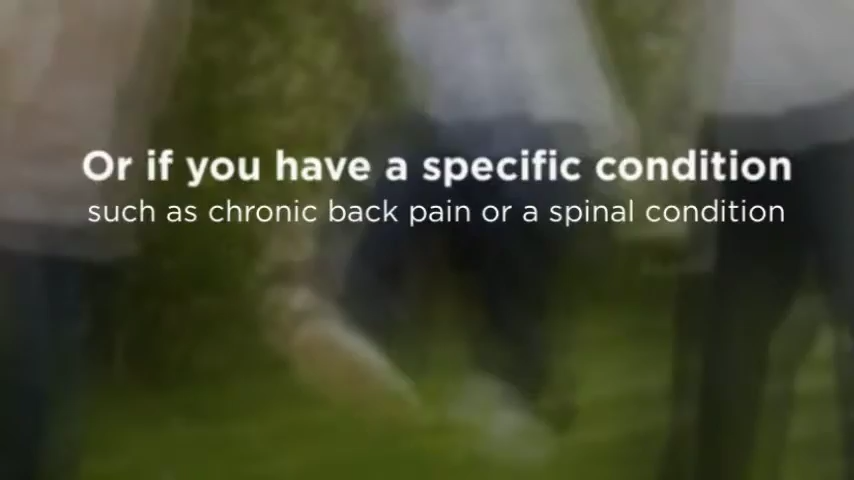 Or if you have a specific condition
such as chronic back pain or a spinal condition